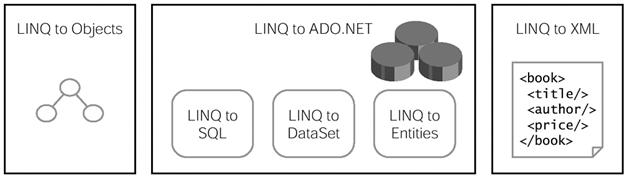 LINQ to Objects
LINQ to ADO.NET
LINQ to
SQL
LINQ to
DataSet
LINQ to
Entities
LINQ to XML
<book>
<title/>
<author/>
<price/>
</book>